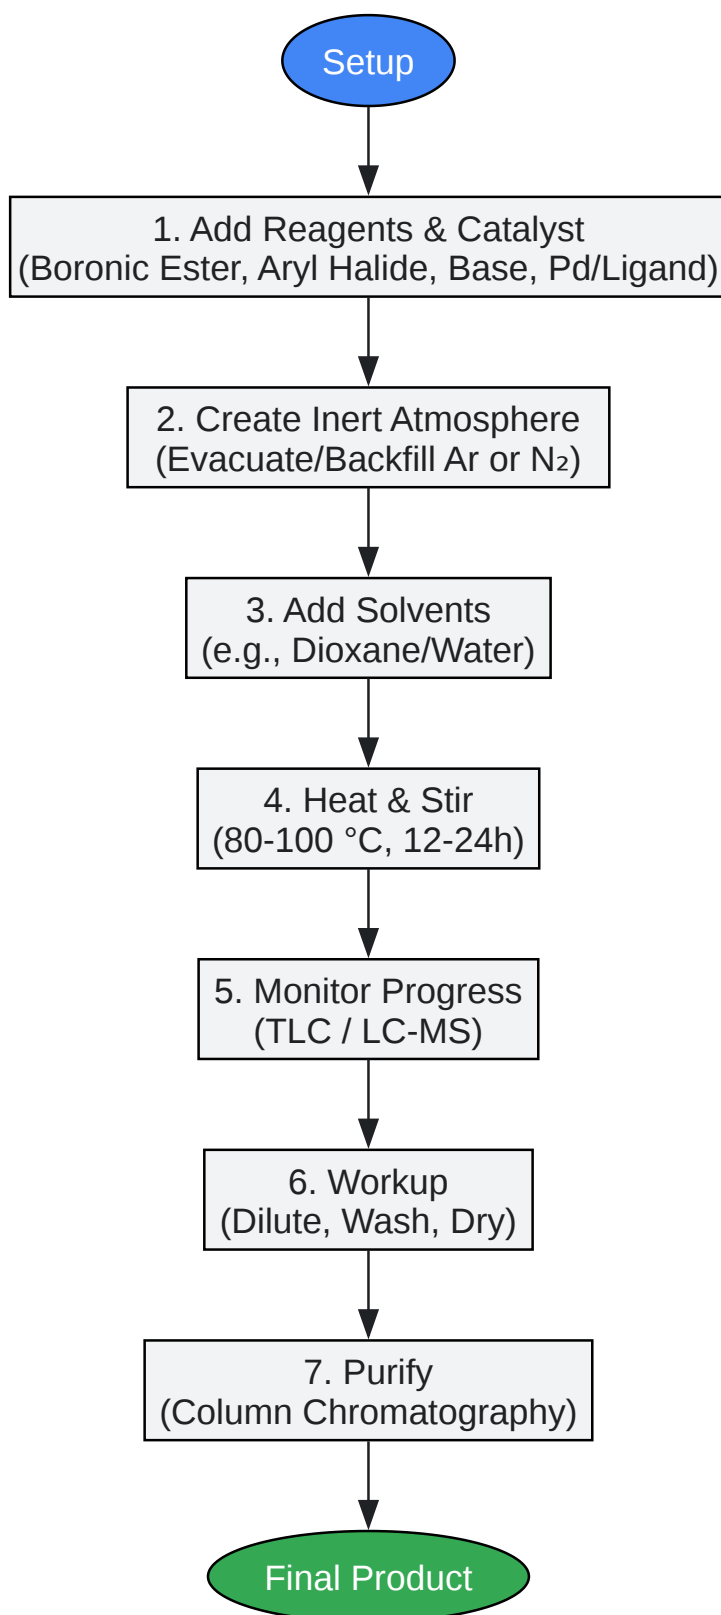 Setup
1. Add Reagents & Catalyst
(Boronic Ester, Aryl Halide, Base, Pd/Ligand)
2. Create Inert Atmosphere
(Evacuate/Backfill Ar or N₂)
3. Add Solvents
(e.g., Dioxane/Water)
4. Heat & Stir
(80-100 °C, 12-24h)
5. Monitor Progress
(TLC / LC-MS)
6. Workup
(Dilute, Wash, Dry)
7. Purify
(Column Chromatography)
Final Product